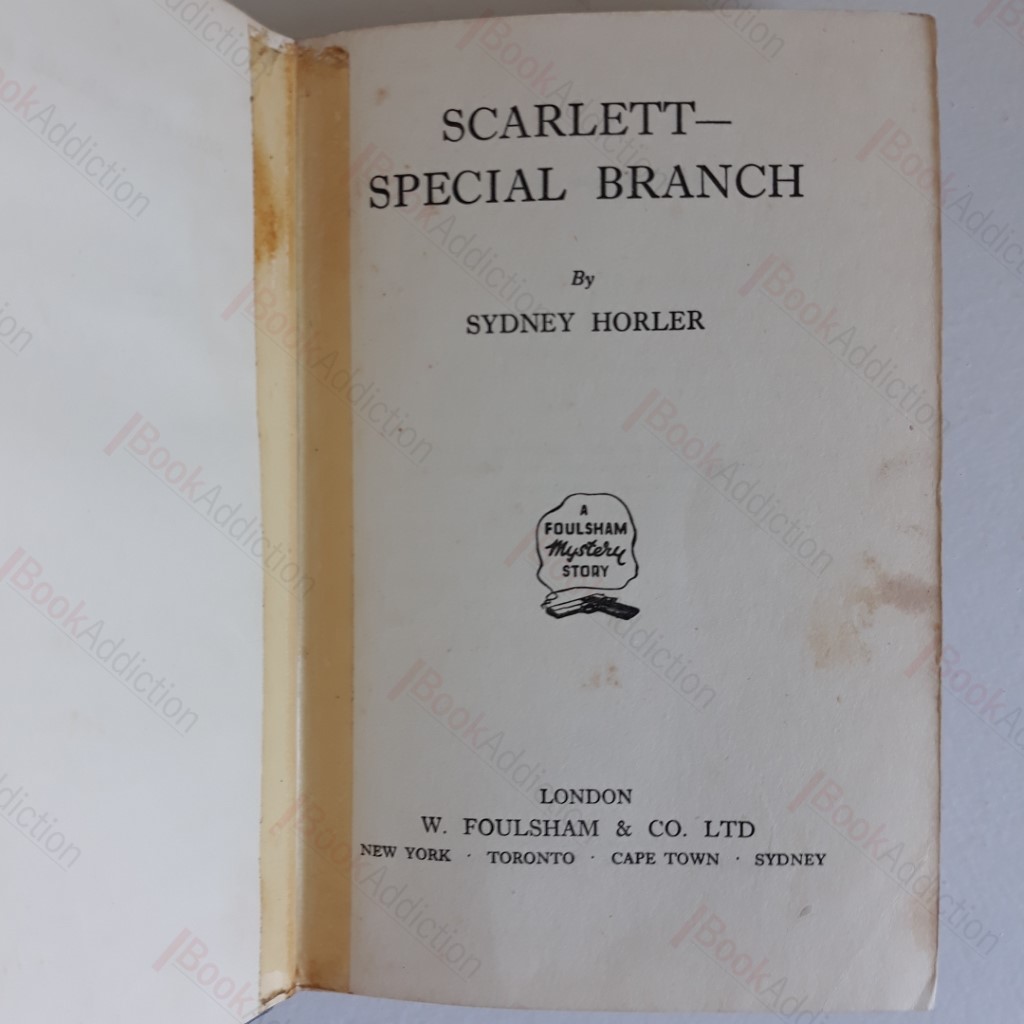 SCARLETT—
SPECIAL BRANCH
By
SYDNEY HORLER
A
FOULSHAM
Mystery
STORY
LONDON
W. FOULSHAM & CO. LTD
NEW YORK · TORONTO · CAPE TOWN · SYDNEY
BookAddiction